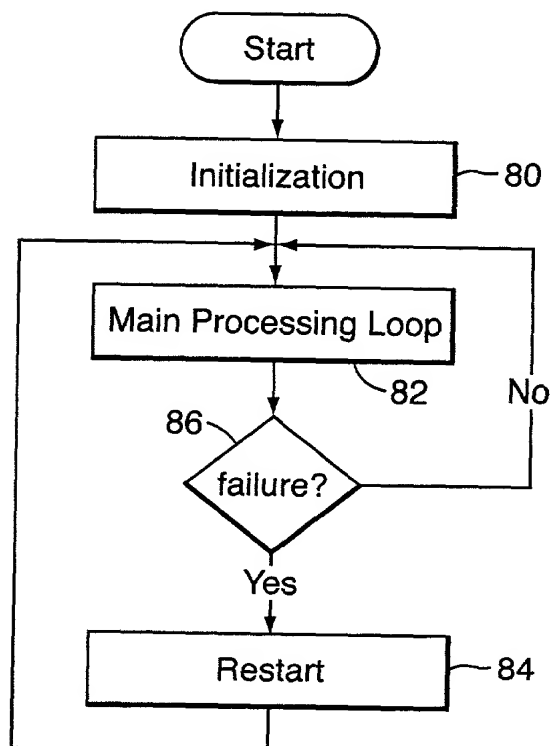 Start
Initialization
80
Main Processing Loop
82
No
86
failure?
Yes
Restart
84